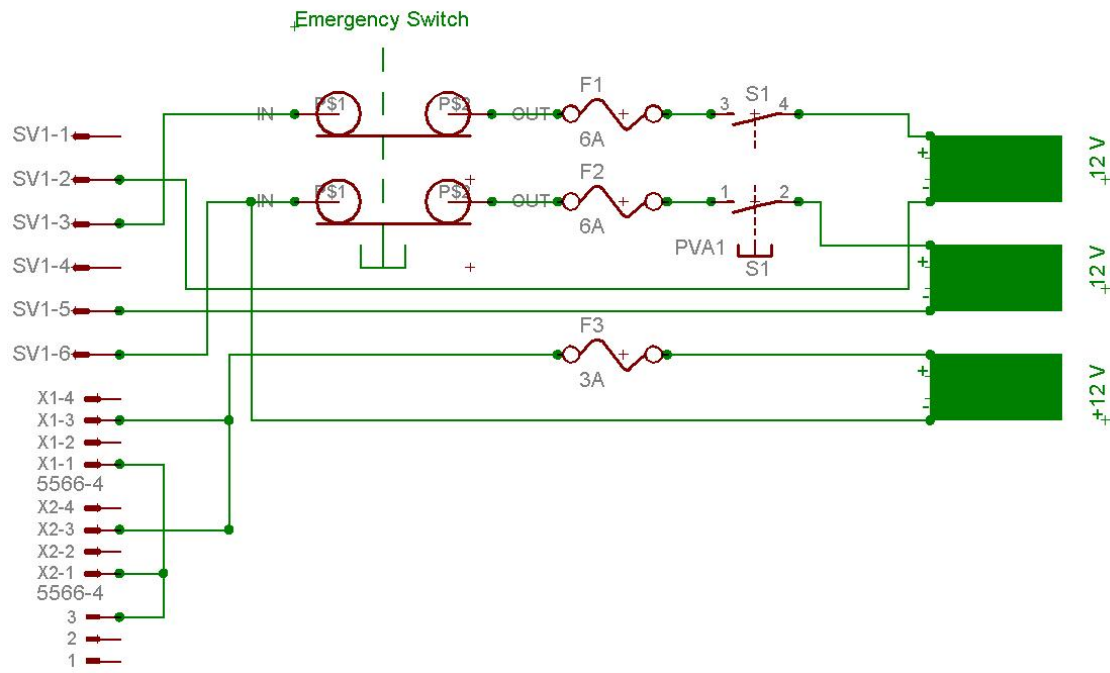 Emergency Switch
F1
S1
IN P$1 P$2 OUT 3 4
SV1-1
6A
+
12 V
SV1-2
F2
-
IN P$1 P$2 OUT 1 2
SV1-3
6A
PVA1
+
12 V
SV1-4
S1
-
SV1-5
F3
SV1-6
3A
+
+12 V
-
X1-4
X1-3
X1-2
X1-1
5566-4
X2-4
X2-3
X2-2
X2-1
5566-4
3
2
1